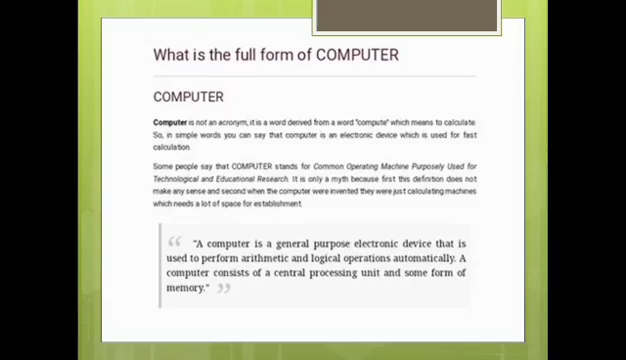 What is the full form of COMPUTER
COMPUTER
Computer is not an acronym, it is a word derived from a word "compute" which means to calculate.
So, in simple words you can say that computer is an electronic device which is used for fast
calculation.
Some people say that COMPUTER stands for Common Operating Machine Purposely Used for
Technological and Educational Research. It is only a myth because first this definition does not
make any sense and second when the computer were invented they were just calculating machines
which needs a lot of space for establishment.
"A computer is a general purpose electronic device that is
used to perform arithmetic and logical operations automatically. A
computer consists of a central processing unit and some form of
memory."